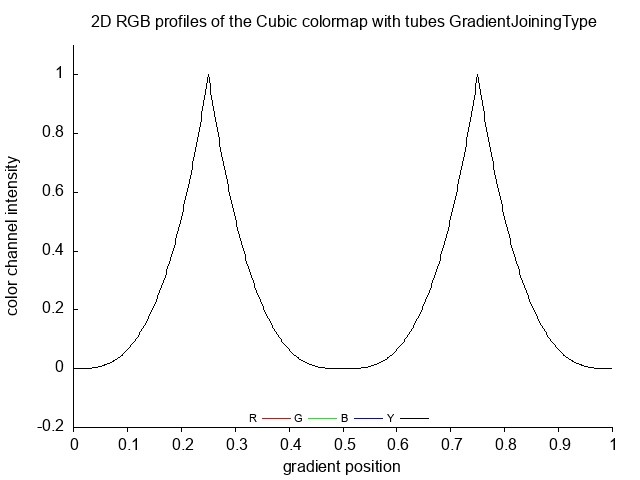 2D RGB profiles of the Cubic colormap with tubes GradientJoiningType
color channel intensity
1
0.8
0.6
0.4
0.2
0
-0.2
R G B Y
0 0.1 0.2 0.3 0.4 0.5 0.6 0.7 0.8 0.9 1
gradient position